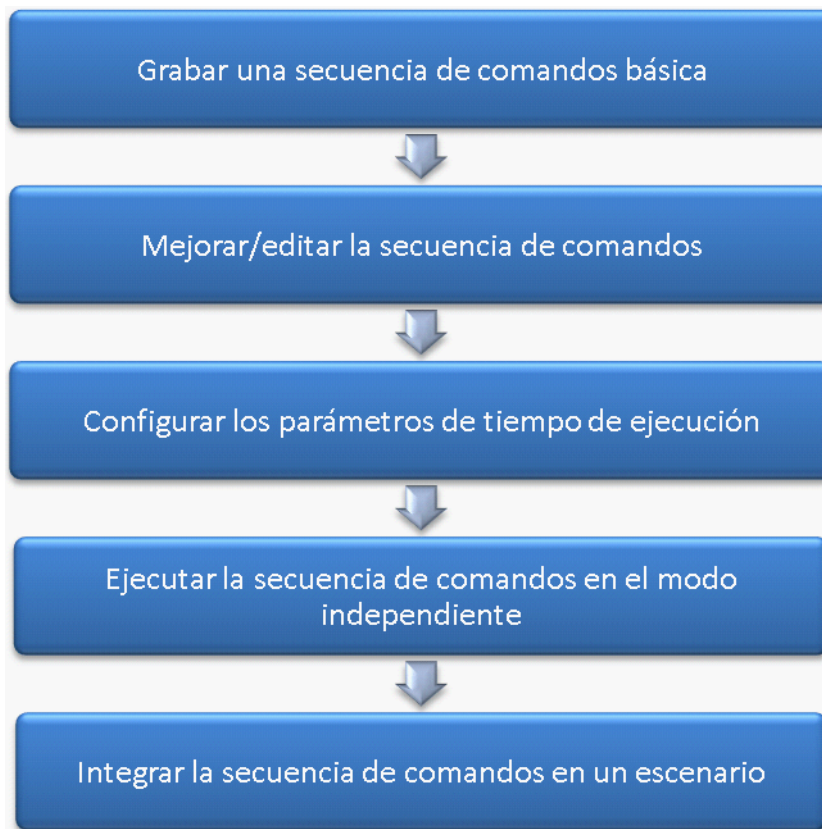 Grabar una secuencia de comandos básica
Mejorar/editar la secuencia de comandos
Configurar los parámetros de tiempo de ejecución
Ejecutar la secuencia de comandos en el modo
independiente
Integrar la secuencia de comandos en un escenario